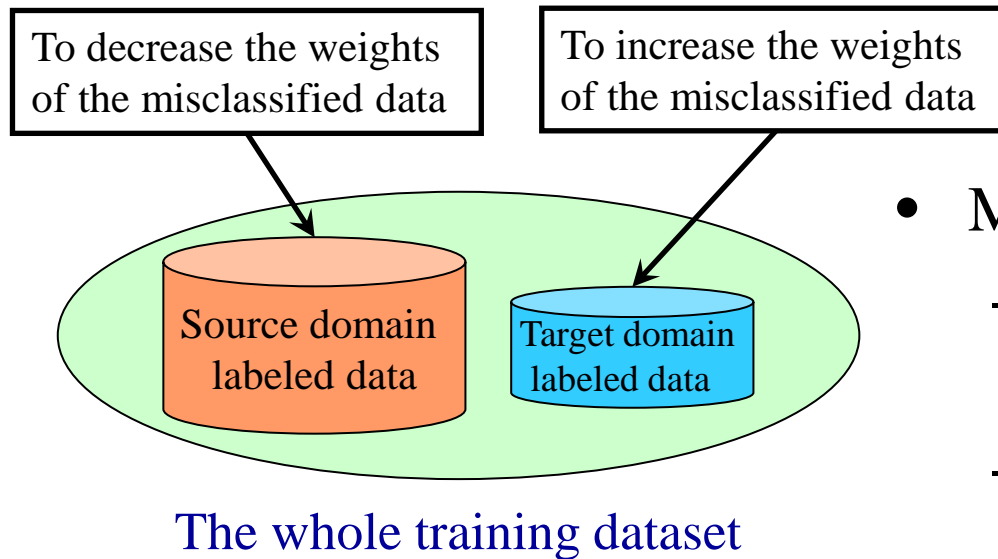 To decrease the weights
of the misclassified data
To increase the weights
of the misclassified data
Source domain
labeled data
Target domain
labeled data
The whole training dataset